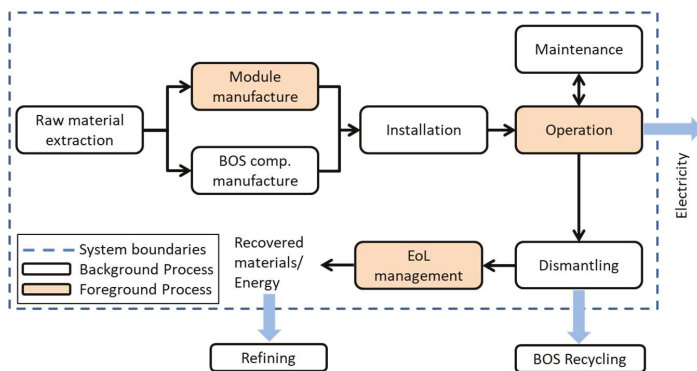 Maintenance
Module
manufacture
Raw material
extraction
Installation
Operation
BOS comp.
manufacture
Electricity
System boundaries
Background Process
Foreground Process
Recovered
materials/
Energy
EoL
management
Dismantling
Refining
BOS Recycling